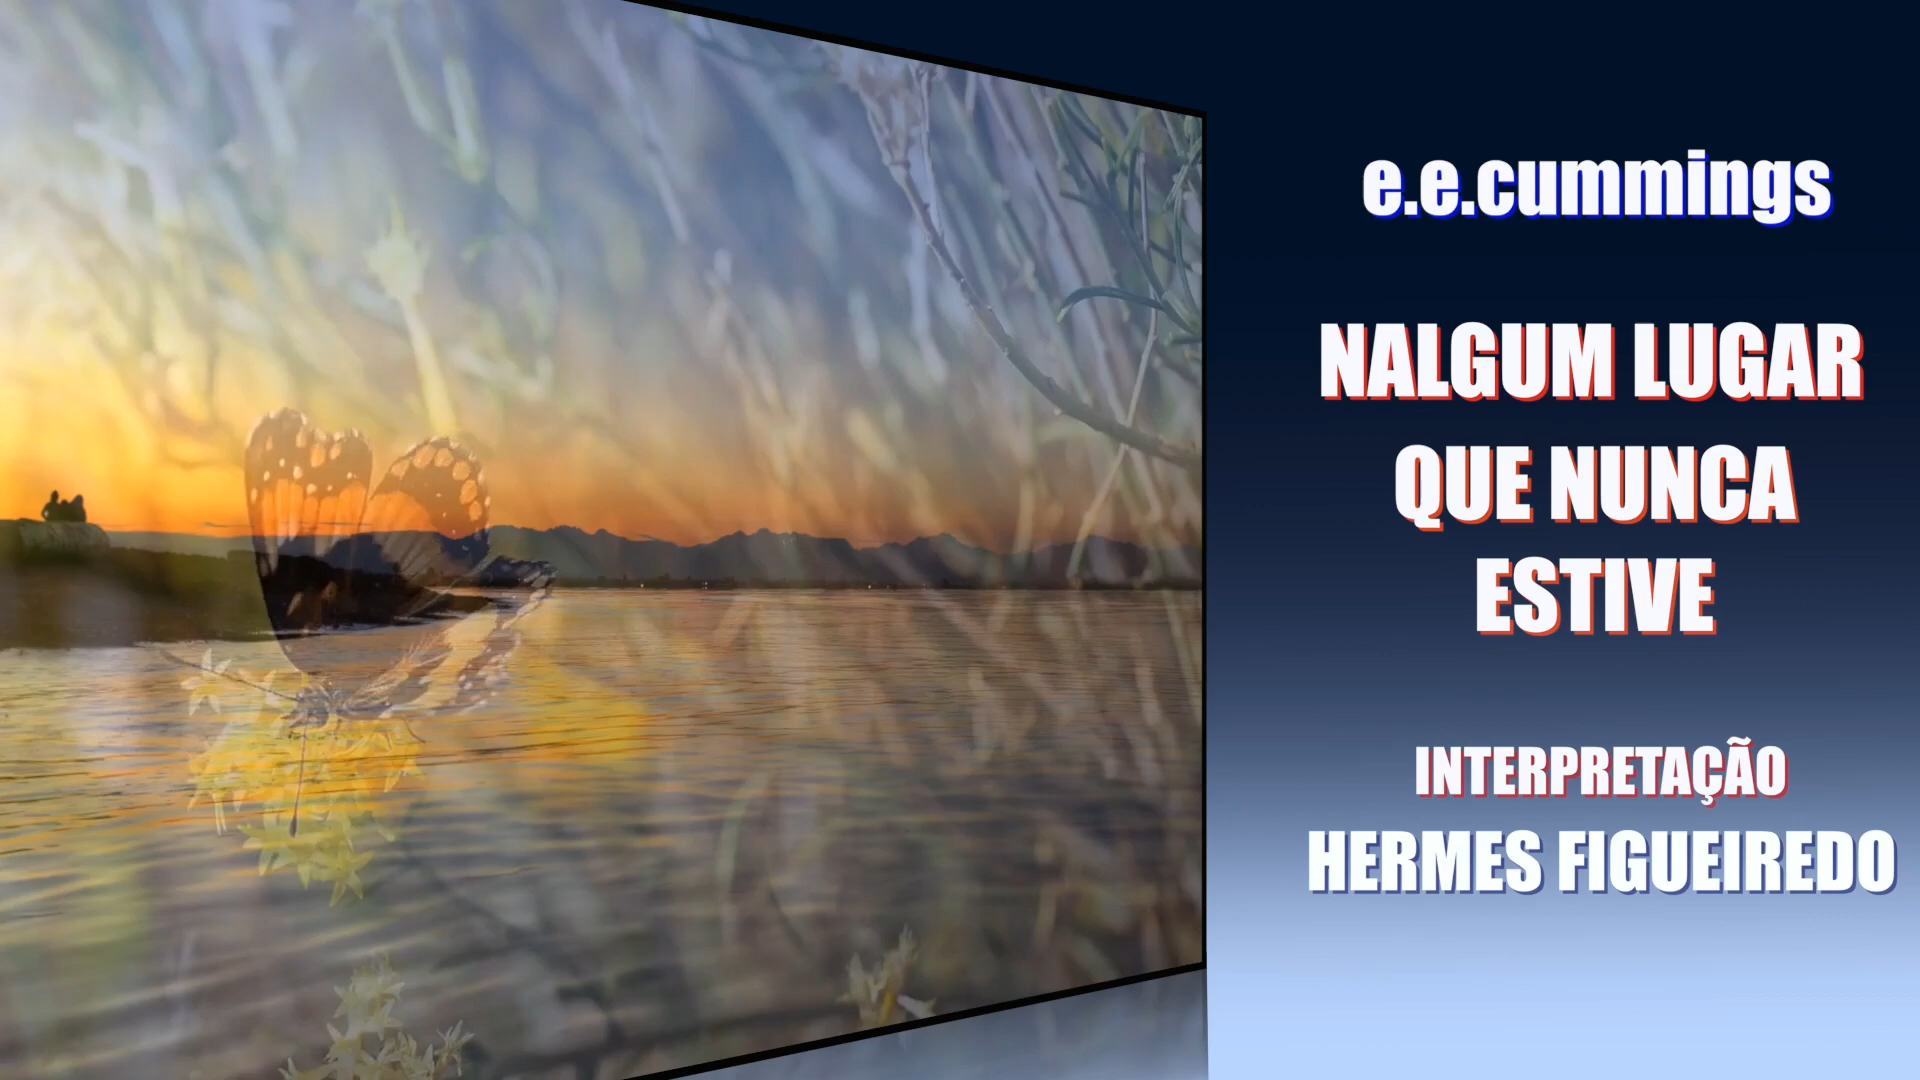 e.e.cummings
NALGUM LUGAR
QUE NUNCA
ESTIVE
INTERPRETAÇÃO
HERMES FIGUEIREDO